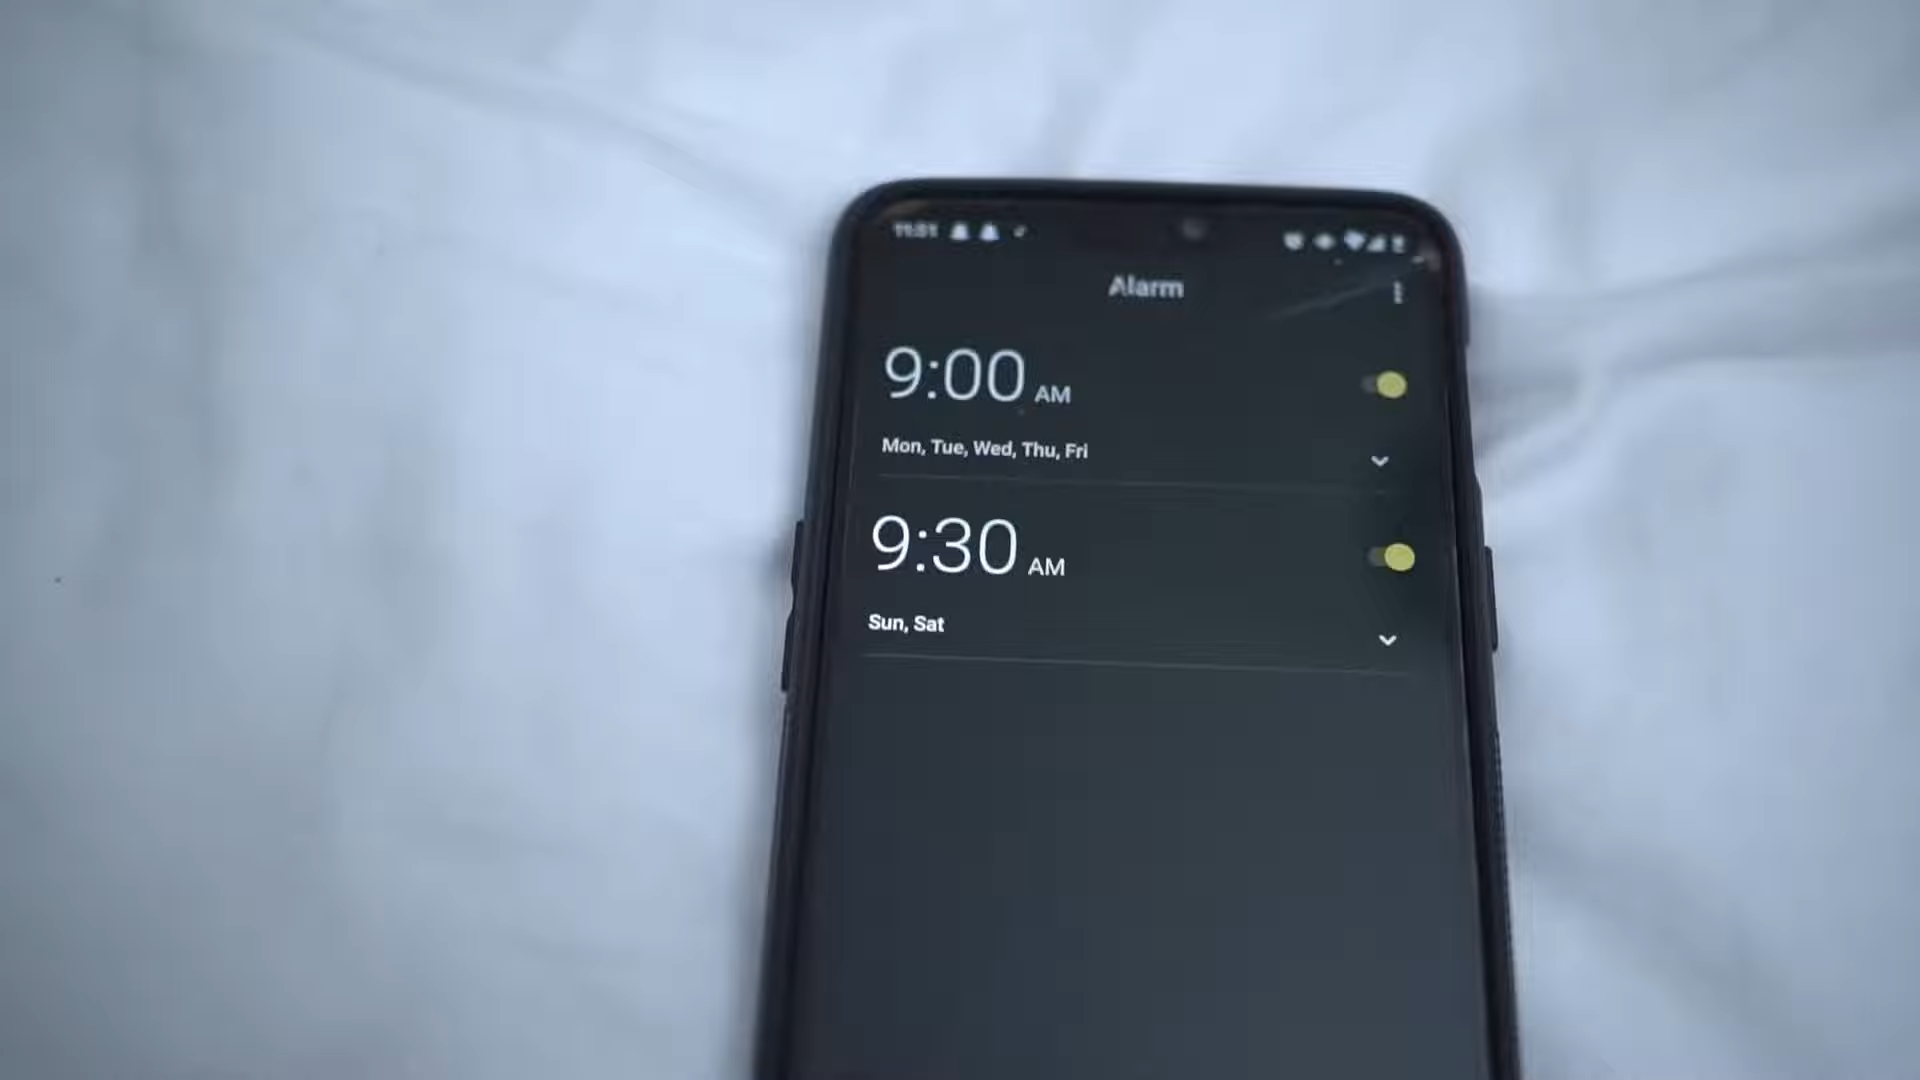 Alarm
9:00 AM
Mon, Tue, Wed, Thu, Fri
9:30 AM
Sun, Sat